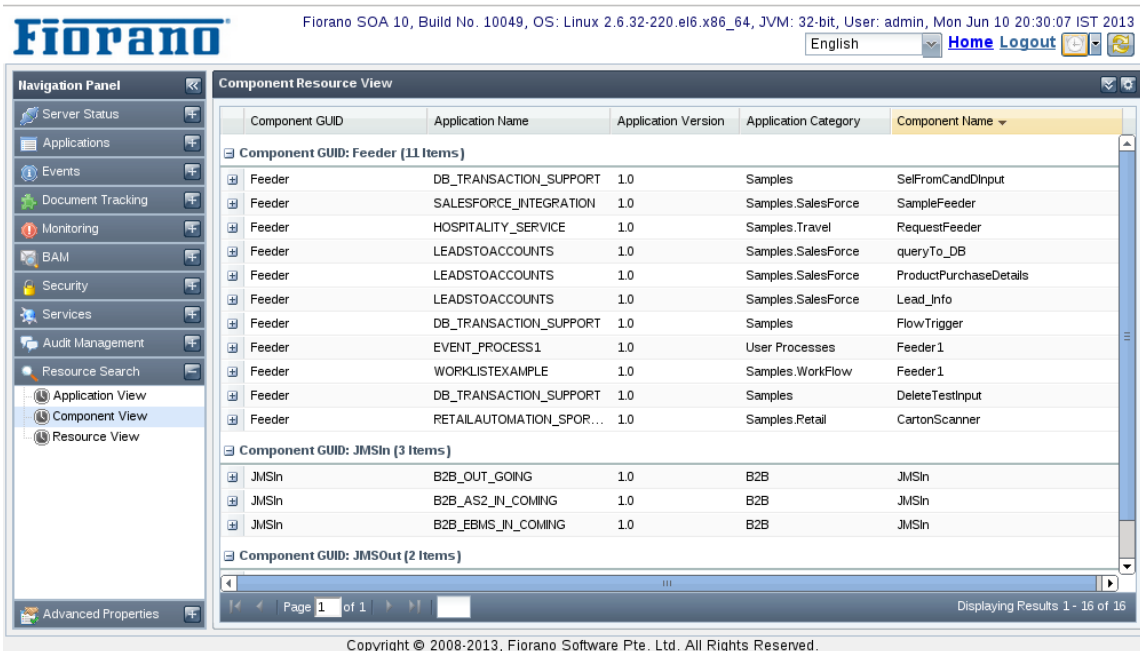 Fiorano SOA 10, Build No. 10049, OS: Linux 2.6.32-220.el6.x86_64, JVM: 32-bit, User: admin, Mon Jun 10 20:30:07 IST 2013
Fiorano
English Home Logout
Navigation Panel
Server Status
Applications
Events
Document Tracking
Monitoring
BAM
Security
Services
Audit Management
Resource Search
Application View
Component View
Resource View
Advanced Properties
Component Resource View
Component GUID Application Name Application Version Application Category Component Name
Component GUID: Feeder (11 Items)
Feeder DB_TRANSACTION_SUPPORT 1.0 Samples SelFromCandDInput
Feeder SALESFORCE_INTEGRATION 1.0 Samples.SalesForce SampleFeeder
Feeder HOSPITALITY_SERVICE 1.0 Samples.Travel RequestFeeder
Feeder LEADSTOACCOUNTS 1.0 Samples.SalesForce queryTo_DB
Feeder LEADSTOACCOUNTS 1.0 Samples.SalesForce ProductPurchaseDetails
Feeder LEADSTOACCOUNTS 1.0 Samples.SalesForce Lead_Info
Feeder DB_TRANSACTION_SUPPORT 1.0 Samples FlowTrigger
Feeder EVENT_PROCESS1 1.0 User Processes Feeder1
Feeder WORKLISTEXAMPLE 1.0 Samples.WorkFlow Feeder1
Feeder DB_TRANSACTION_SUPPORT 1.0 Samples DeleteTestInput
Feeder RETAILAUTOMATION_SPOR... 1.0 Samples.Retail CartonScanner
Component GUID: JMSIn (3 Items)
JMSIn B2B_OUT_GOING 1.0 B2B JMSIn
JMSIn B2B_AS2_IN_COMING 1.0 B2B JMSIn
JMSIn B2B_EBMS_IN_COMING 1.0 B2B JMSIn
Component GUID: JMSOut (2 Items)
Page 1 of 1 Displaying Results 1 - 16 of 16
Copyright © 2008-2013, Fiorano Software Pte. Ltd. All Rights Reserved.